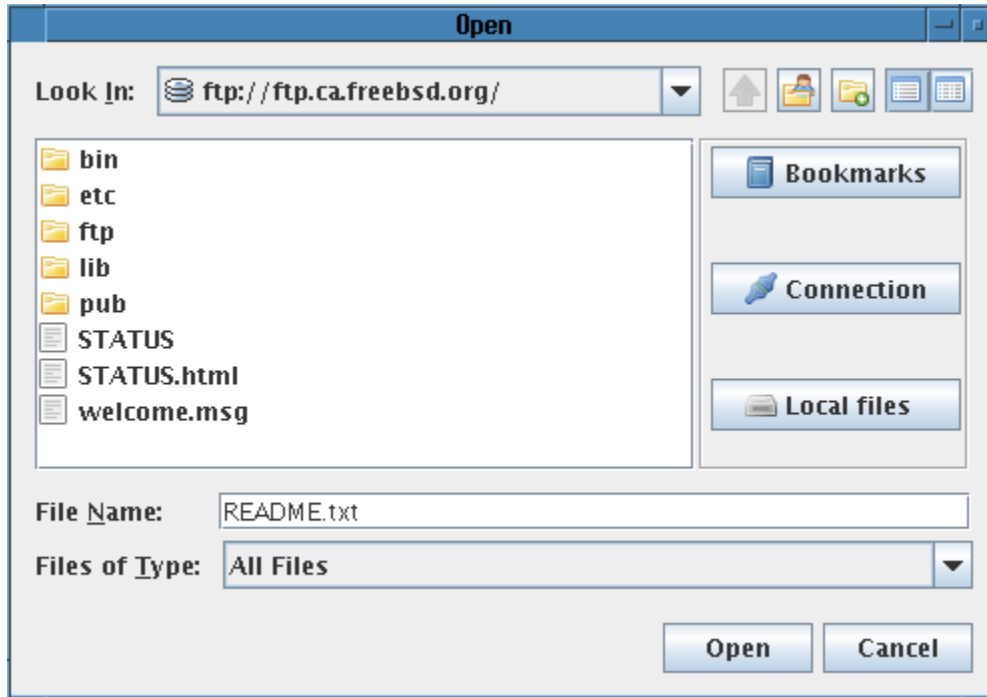 Open
Look In: ftp://ftp.ca.freebsd.org/
bin
etc
ftp
lib
pub
STATUS
STATUS.html
welcome.msg
Bookmarks
Connection
Local files
File Name: README.txt
Files of Type: All Files
Open Cancel